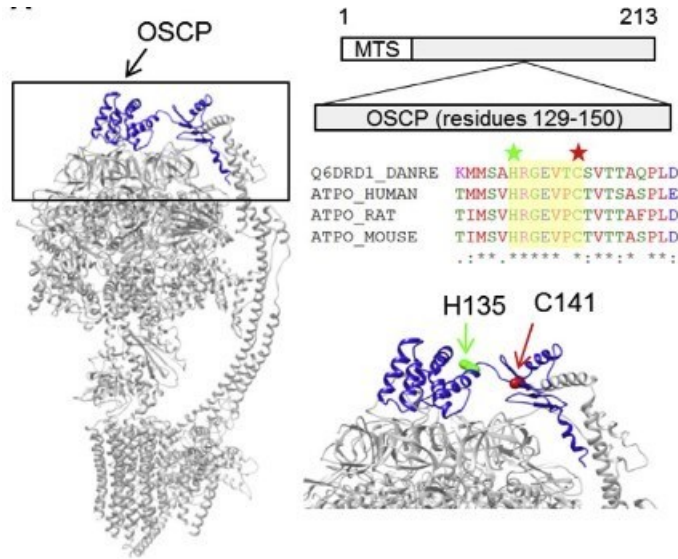 OSCP
1 213
MTS
OSCP (residues 129-150)
Q6DRD1_DANRE KMMSAHRGEVTCSVTTAQPLD
ATPO_HUMAN TMMSVHRGEVPCTVTSASPLE
ATPO_RAT TIMSVHRGEVPCTVTTAFPLD
ATPO_MOUSE TIMSVHRGEVPCTVTTASPLD
.:**.***** *:**:* **:
H135 C141